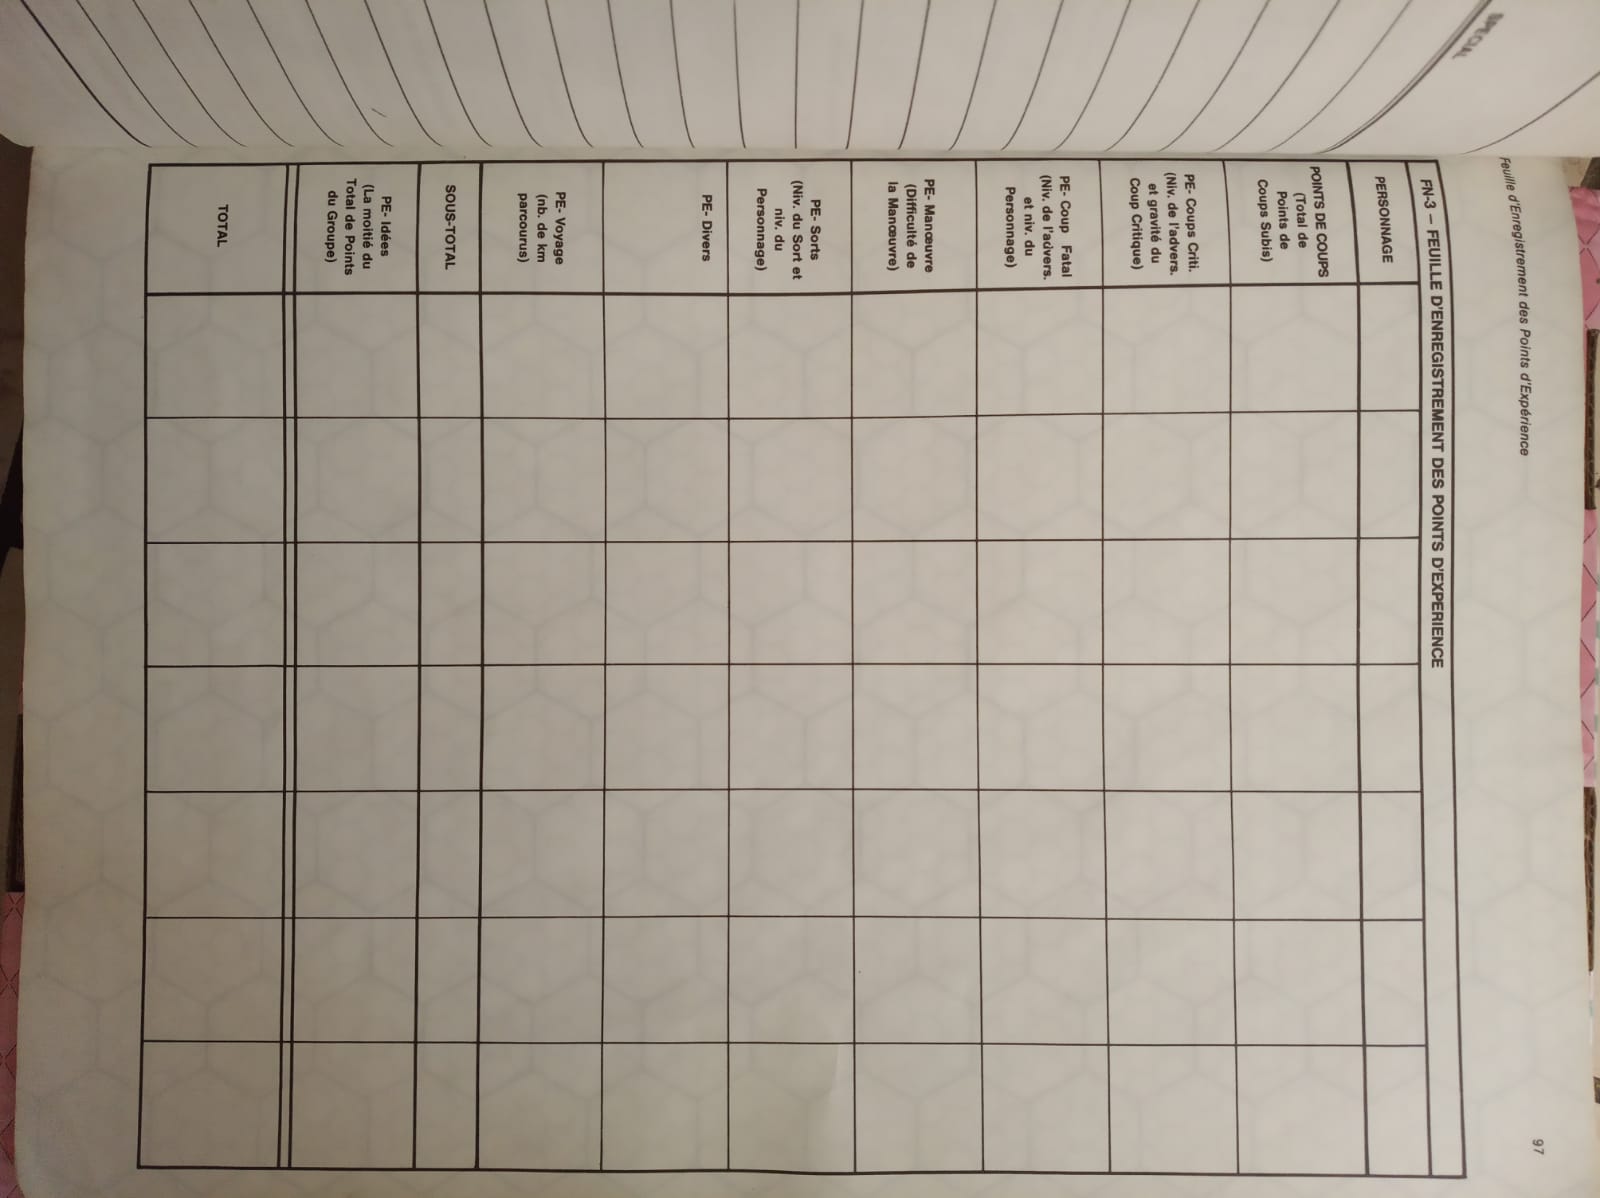 SPECIAL
Feuille d'Enregistrement des Points d'Expérience
97
FN-3 – FEUILLE D'ENREGISTREMENT DES POINTS D'EXPERIENCE
PERSONNAGE
POINTS DE COUPS
(Total de
Points de
Coups Subis)
PE- Coups Criti.
(Niv. de l'advers.
et gravité du
Coup Critique)
PE- Coup Fatal
(Niv. de l'advers.
et niv. du
Personnage)
PE- Manœuvre
(Difficulté de
la Manœuvre)
PE- Sorts
(Niv. du Sort et
niv. du
Personnage)
PE- Divers
PE- Voyage
(nb. de km
parcourus)
SOUS-TOTAL
PE- Idées
(La moitié du
Total de Points
du Groupe)
TOTAL